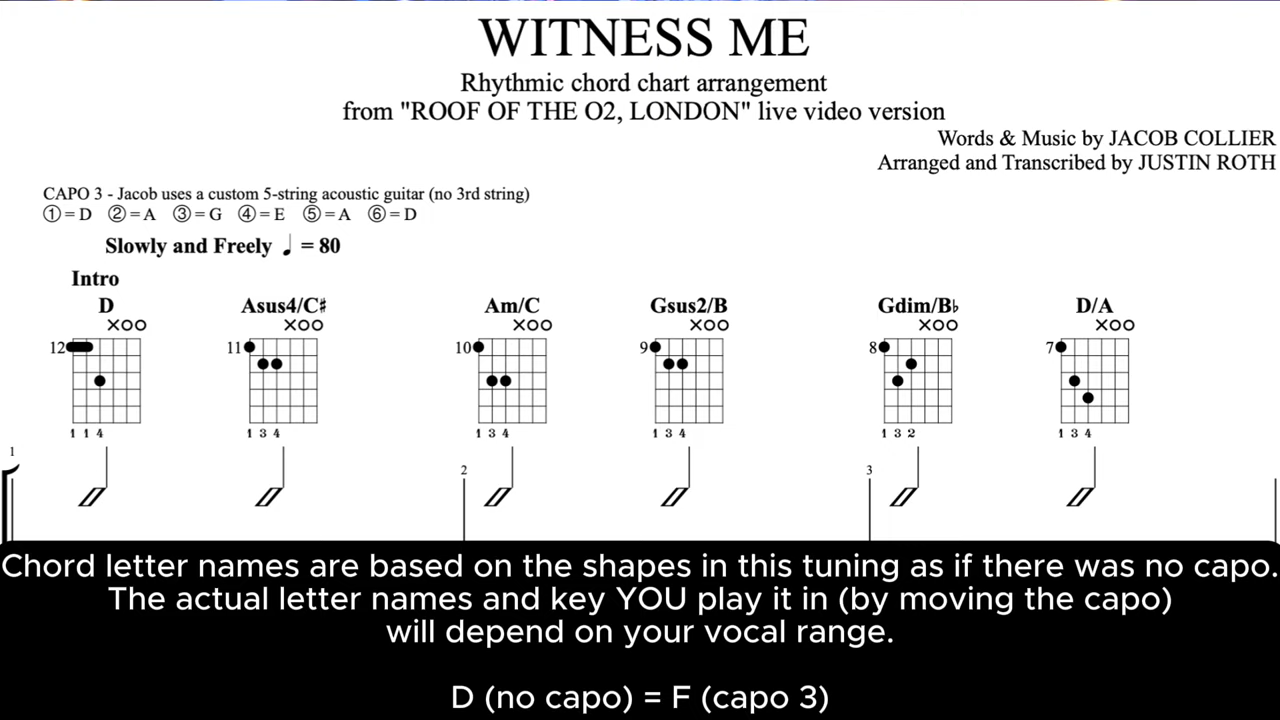 WITNESS ME
Rhythmic chord chart arrangement
from "ROOF OF THE O2, LONDON" live video version
Words & Music by JACOB COLLIER
Arranged and Transcribed by JUSTIN ROTH
CAPO 3 - Jacob uses a custom 5-string acoustic guitar (no 3rd string)
① = D ② = A ③ = G ④ = E ⑤ = A ⑥ = D
Slowly and Freely ♩ = 80
Intro
D Asus4/C♯ Am/C Gsus2/B Gdim/B♭ D/A
×○○ ×○○ ×○○ ×○○ ×○○ ×○○
12 11 10 9 8 7
1 1 4 1 3 4 1 3 4 1 3 4 1 3 2 1 3 4
1 2 3
Chord letter names are based on the shapes in this tuning as if there was no capo.
The actual letter names and key YOU play it in (by moving the capo)
will depend on your vocal range.
D (no capo) = F (capo 3)